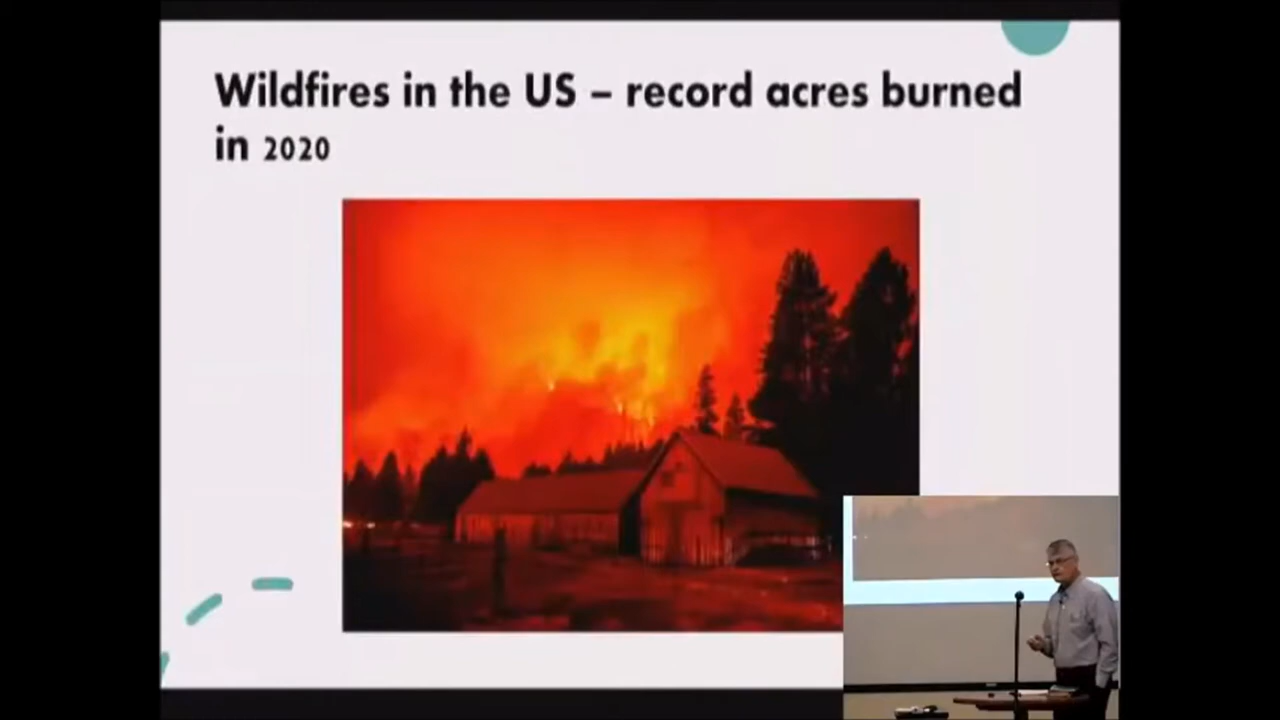 Wildfires in the US – record acres burned
in 2020